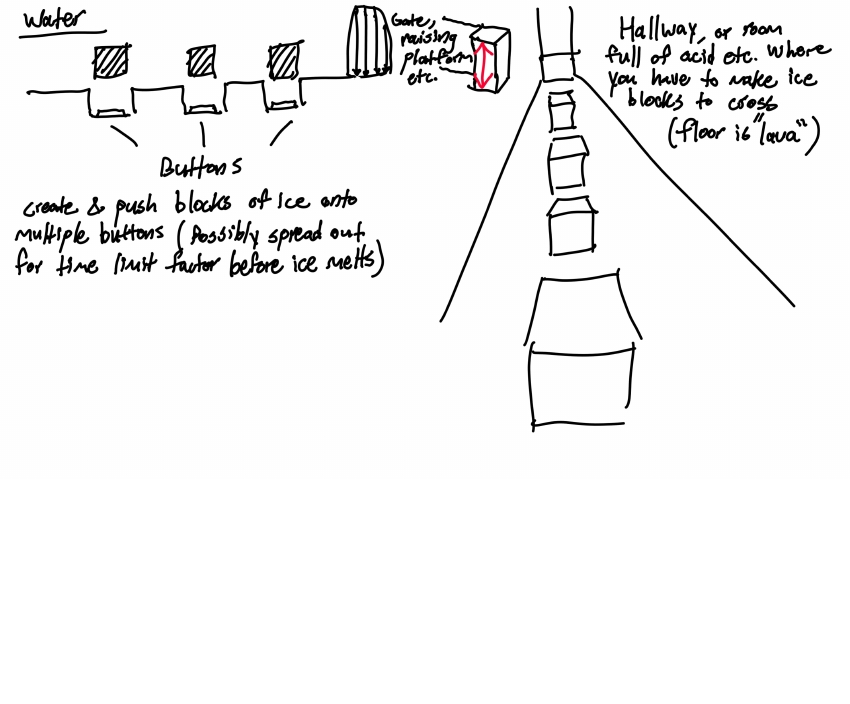 Water
Buttons
create & push blocks of ice onto
multiple buttons (Possibly spread out
for time limit factor before ice melts)
Gate,
raising
platform
etc.
Hallway, or room
full of acid etc. Where
you have to make ice
blocks to cross
(floor is "lava")